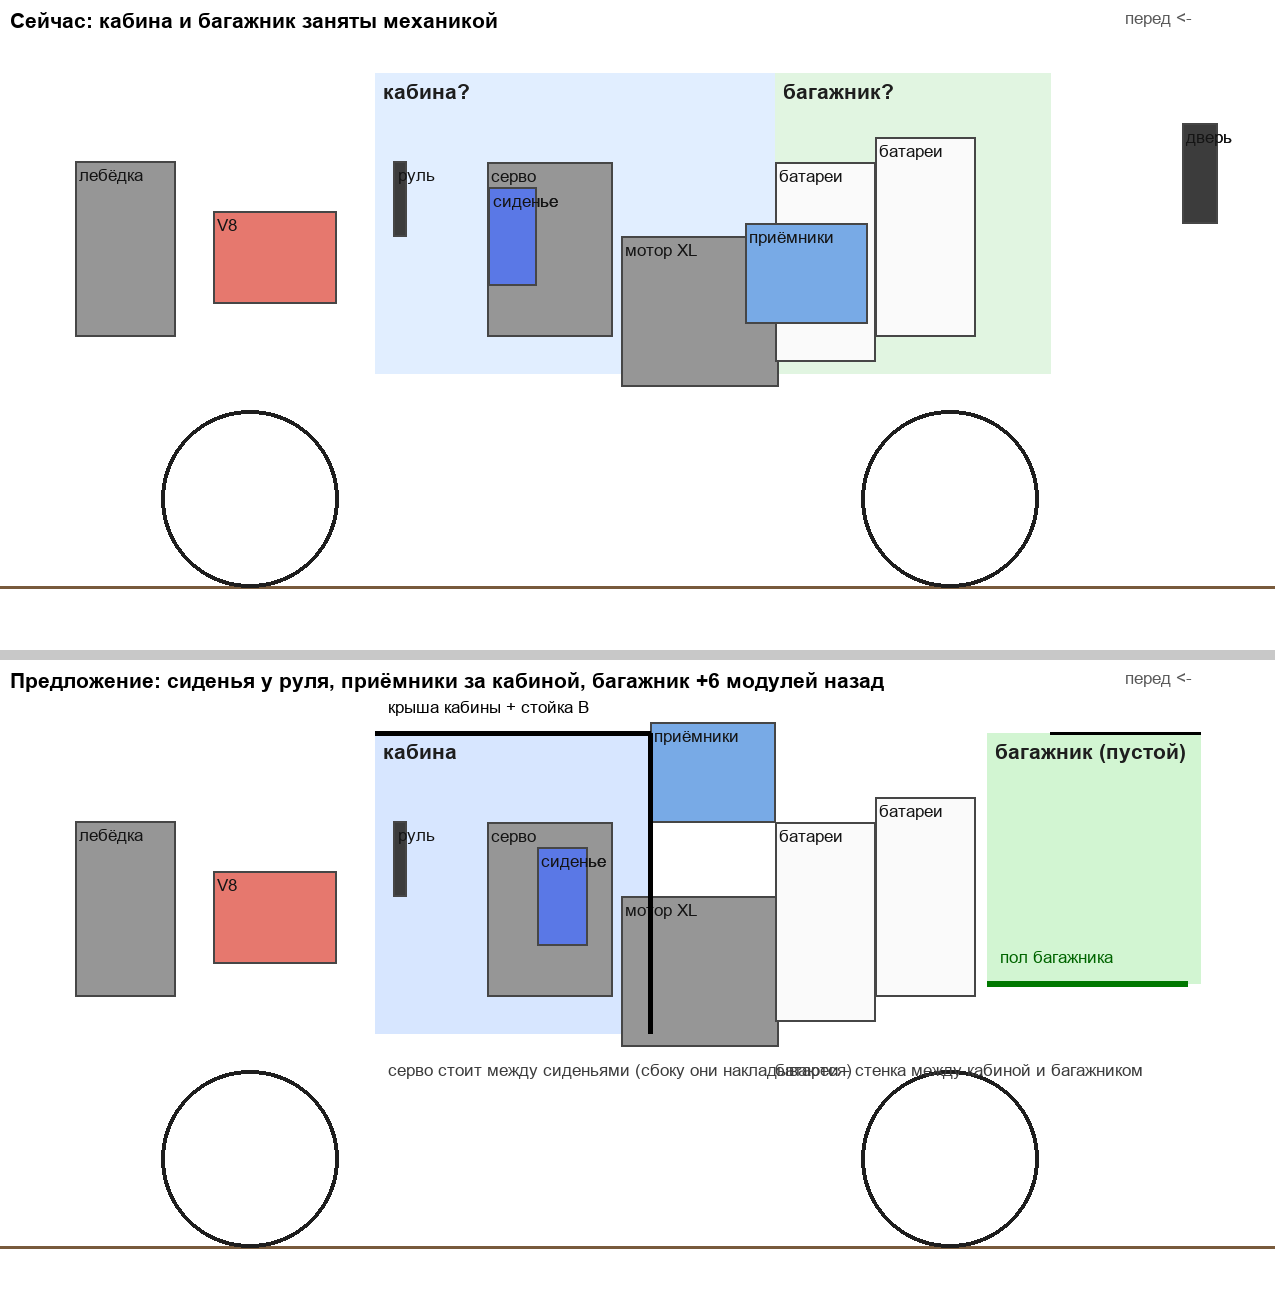 Сейчас: кабина и багажник заняты механикой
перед <-
кабина?
багажник?
дверь
батареи
лебёдка
руль
серво
батареи
сиденье
V8
приёмники
мотор XL
Предложение: сиденья у руля, приёмники за кабиной, багажник +6 модулей назад
перед <-
крыша кабины + стойка B
приёмники
кабина
багажник (пустой)
батареи
лебёдка
руль
серво
батареи
сиденье
V8
мотор XL
пол багажника
серво стоит между сиденьями (сбоку они накладываются)
батареи - стенка между кабиной и багажником